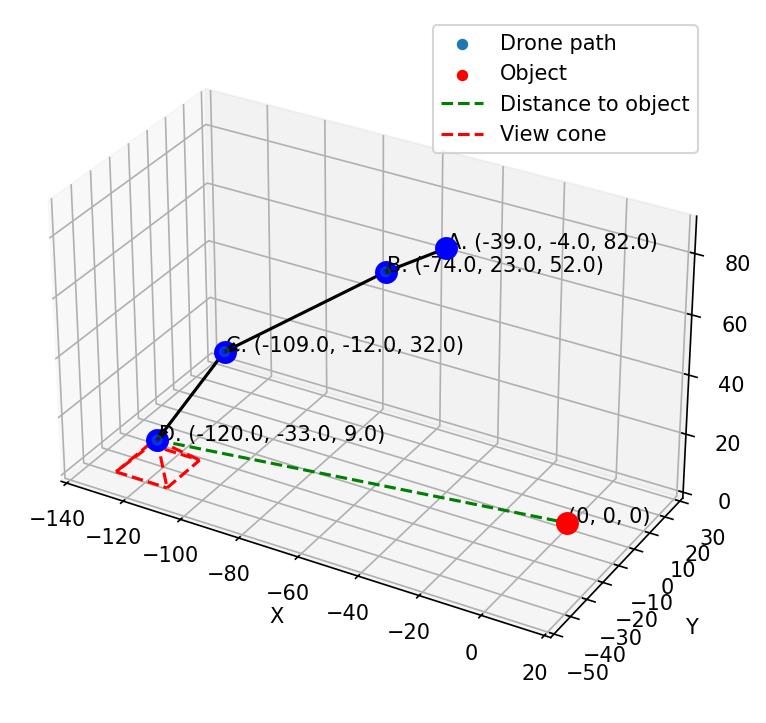 Drone path
Object
Distance to object
View cone
A. (-39.0, -4.0, 82.0)
B. (-74.0, 23.0, 52.0)
C. (-109.0, -12.0, 32.0)
D. (-120.0, -33.0, 9.0)
(0, 0, 0)
80
60
40
20
0
−140
−120
−100
−80
−60
−40
−20
0
20
X
−50
−40
−30
−20
−10
0
10
20
30
Y